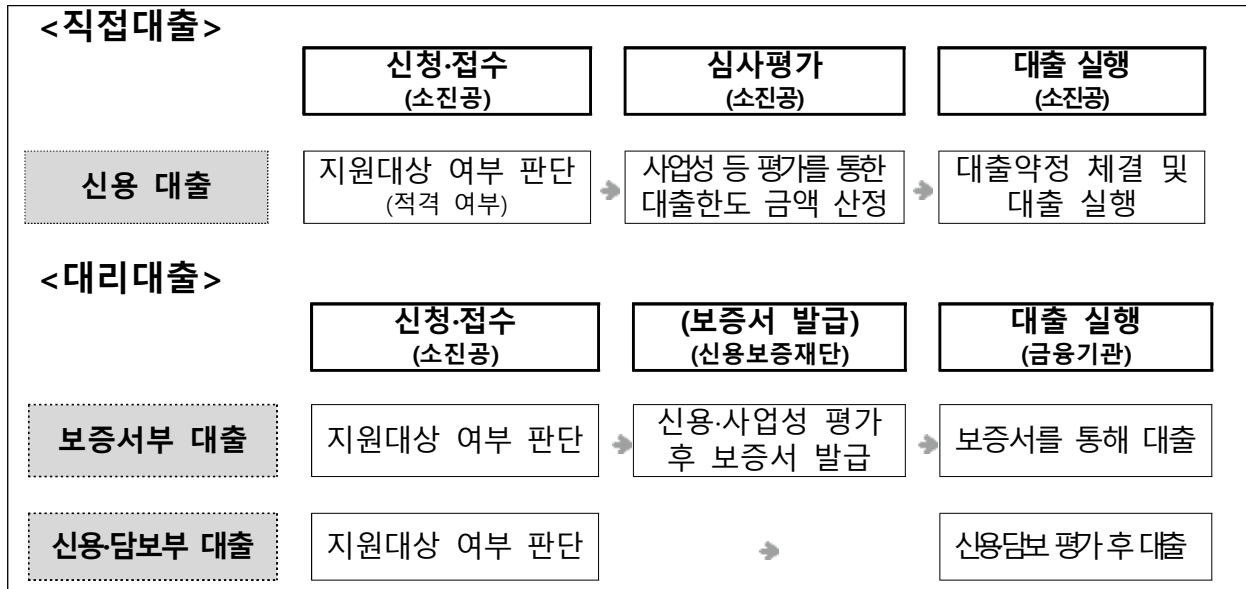 <직접대출>
신청·접수 심사평가 대출 실행
(소진공) (소진공) (소진공)
신용 대출
지원대상 여부 판단
(적격 여부)
사업성 등 평가를 통한
대출한도 금액 산정
대출약정 체결 및
대출 실행
<대리대출>
신청·접수 (보증서 발급) 대출 실행
(소진공) (신용보증재단) (금융기관)
보증서부 대출
지원대상 여부 판단
신용·사업성 평가
후 보증서 발급
보증서를 통해 대출
신용·담보부 대출
지원대상 여부 판단
신용·담보 평가 후 대출